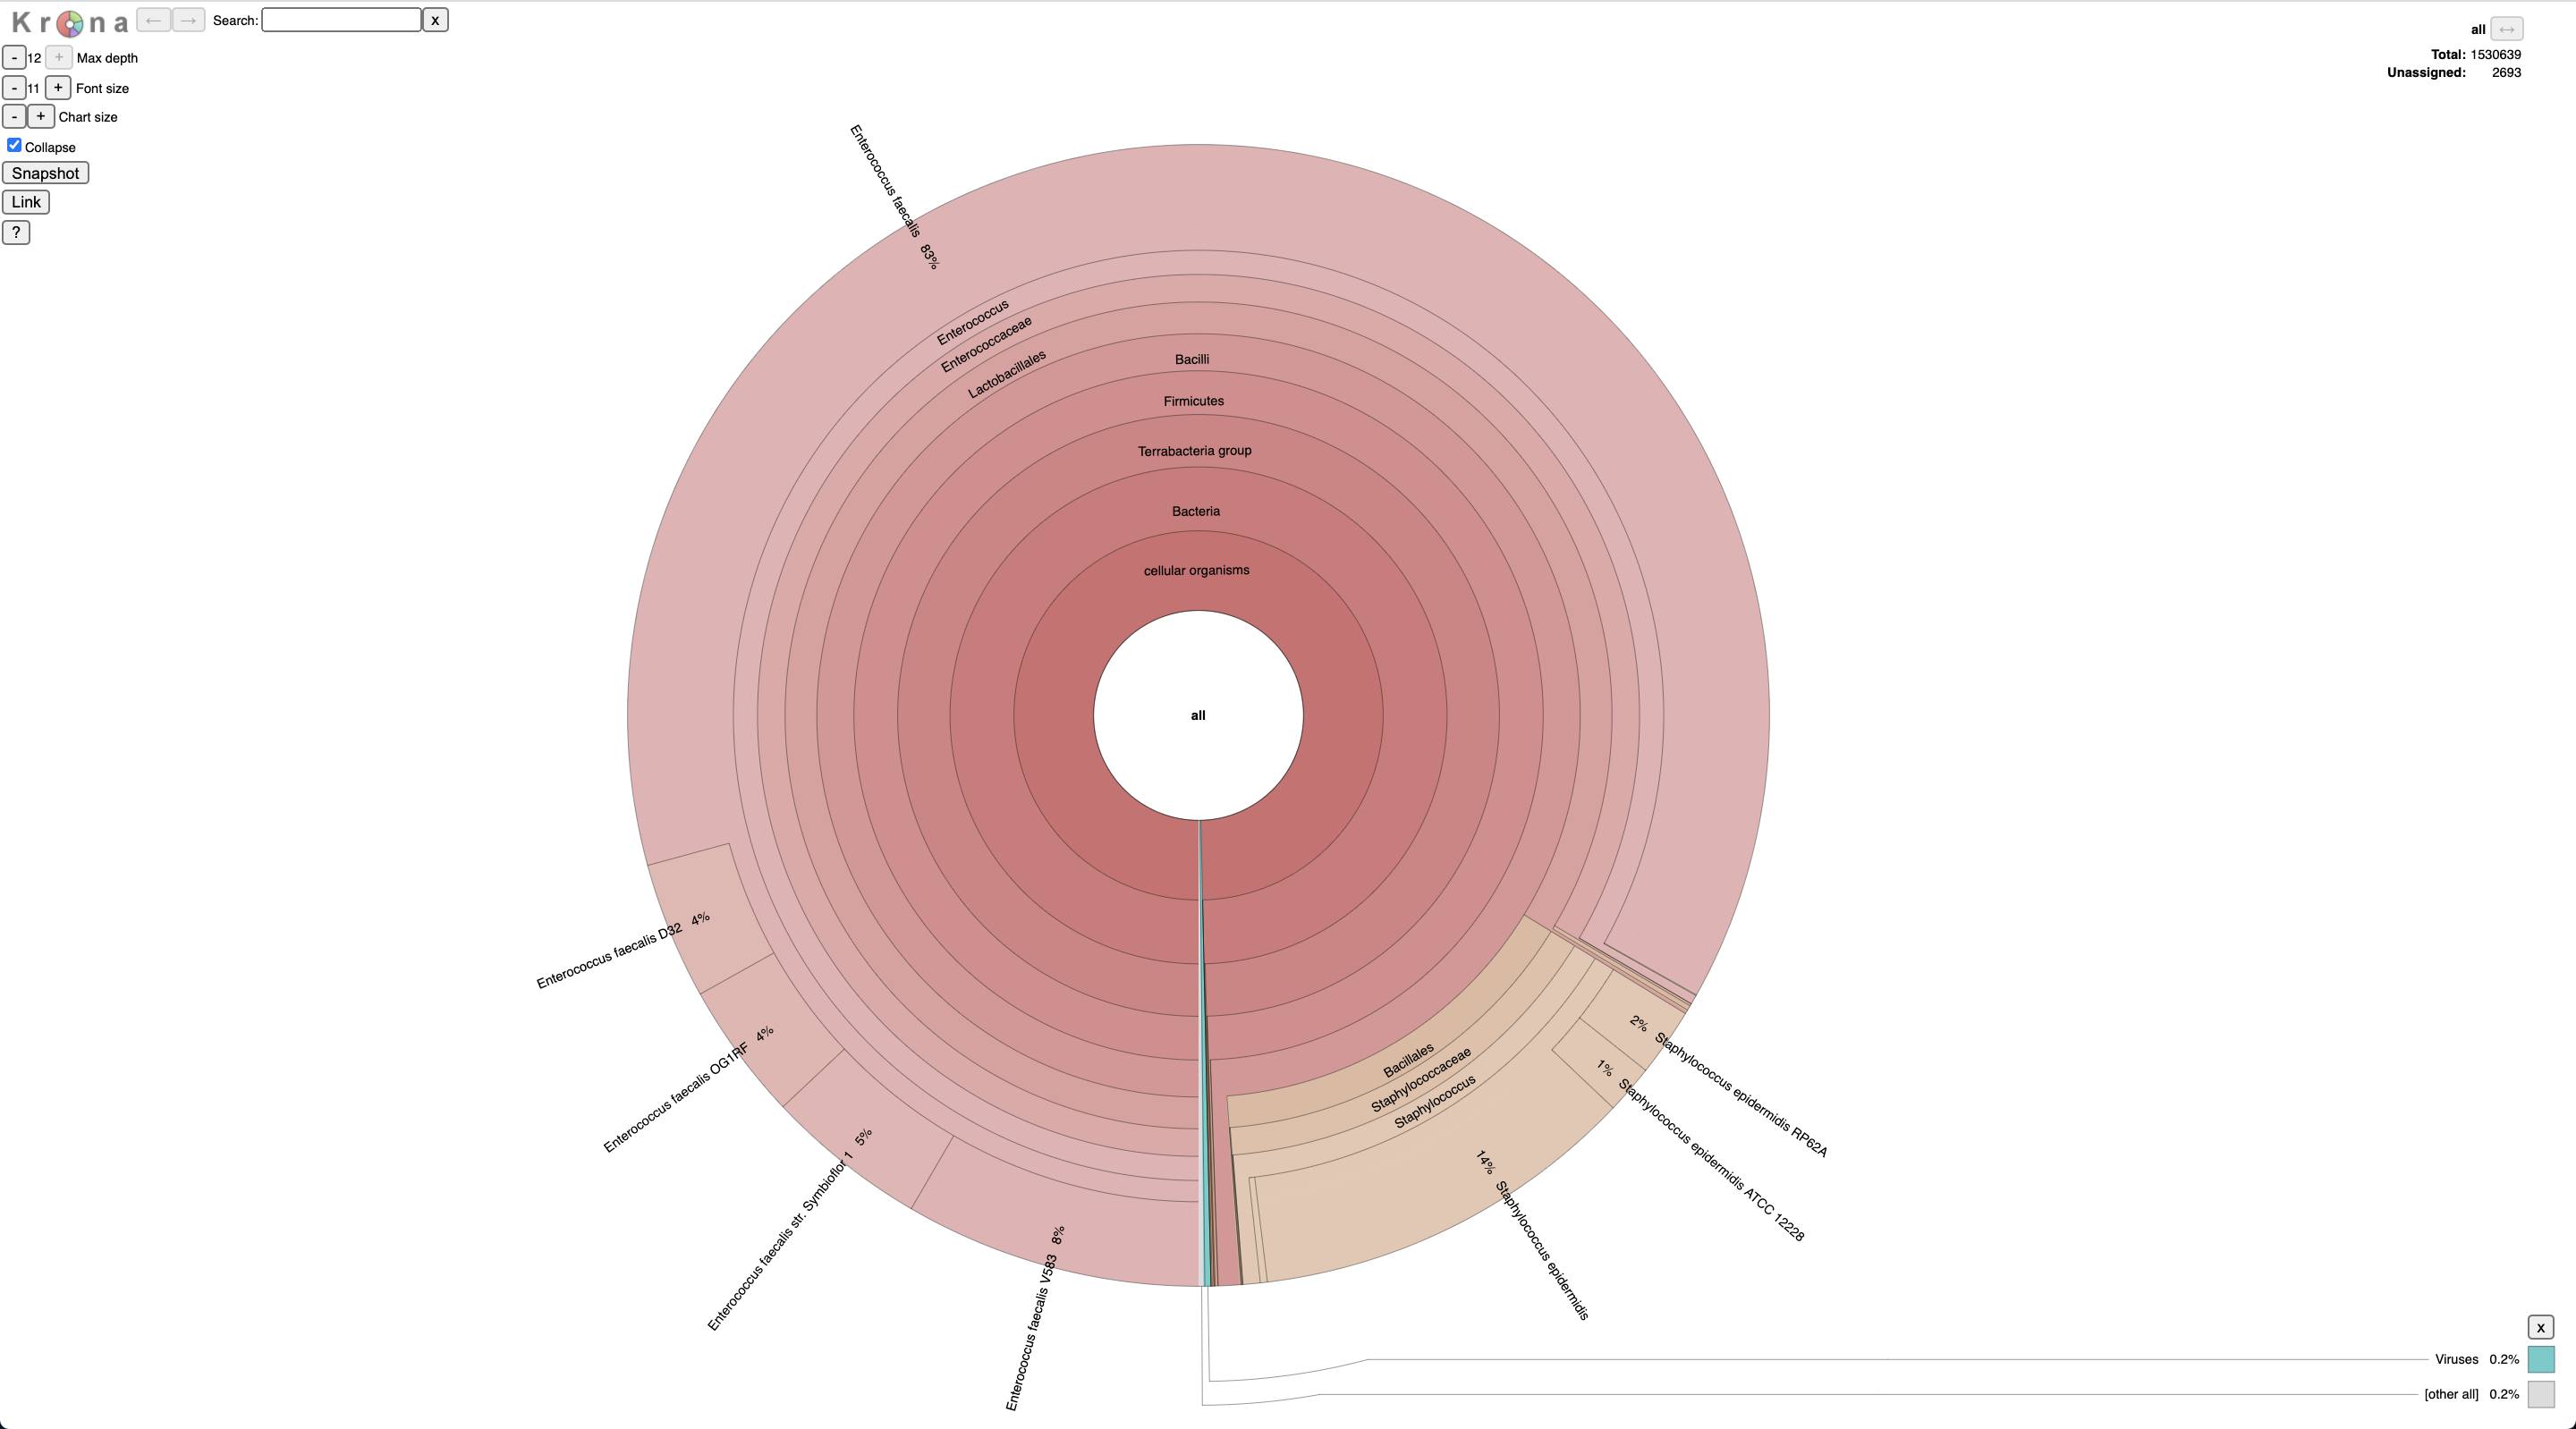 Krona ← → Search: x
all ↔
- 12 + Max depth
Total: 1530639
Unassigned: 2693
- 11 + Font size
- + Chart size
Collapse
Snapshot
Link
?
Enterococcus faecalis 83%
Enterococcus
Enterococcaceae
Lactobacillales
Bacilli
Firmicutes
Terrabacteria group
Bacteria
cellular organisms
all
Enterococcus faecalis D32 4%
Enterococcus faecalis OG1RF 4%
Enterococcus faecalis str. Symbioflor 1 5%
Enterococcus faecalis V583 8%
Bacillales
Staphylococcaceae
Staphylococcus
2% Staphylococcus epidermidis RP62A
1% Staphylococcus epidermidis ATCC 12228
14% Staphylococcus epidermidis
x
Viruses 0.2%
[other all] 0.2%